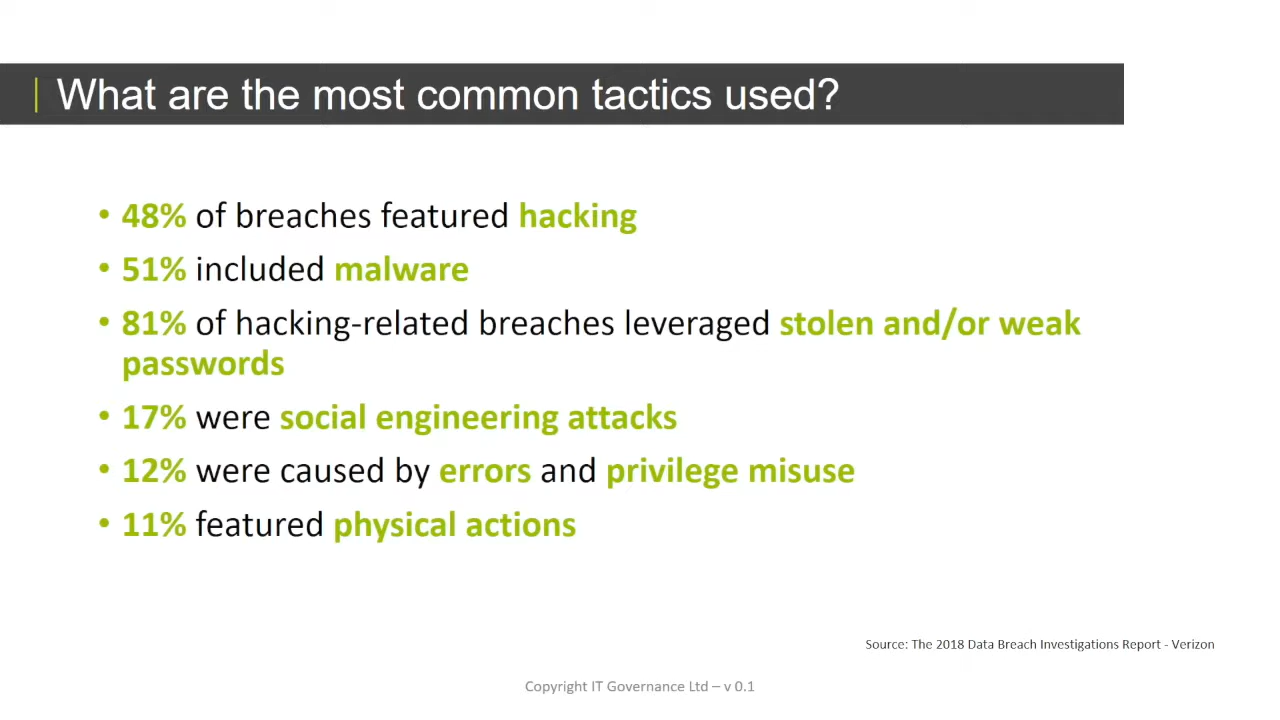 What are the most common tactics used?
• 48% of breaches featured hacking
• 51% included malware
• 81% of hacking-related breaches leveraged stolen and/or weak
passwords
• 17% were social engineering attacks
• 12% were caused by errors and privilege misuse
• 11% featured physical actions
Source: The 2018 Data Breach Investigations Report - Verizon
Copyright IT Governance Ltd – v 0.1